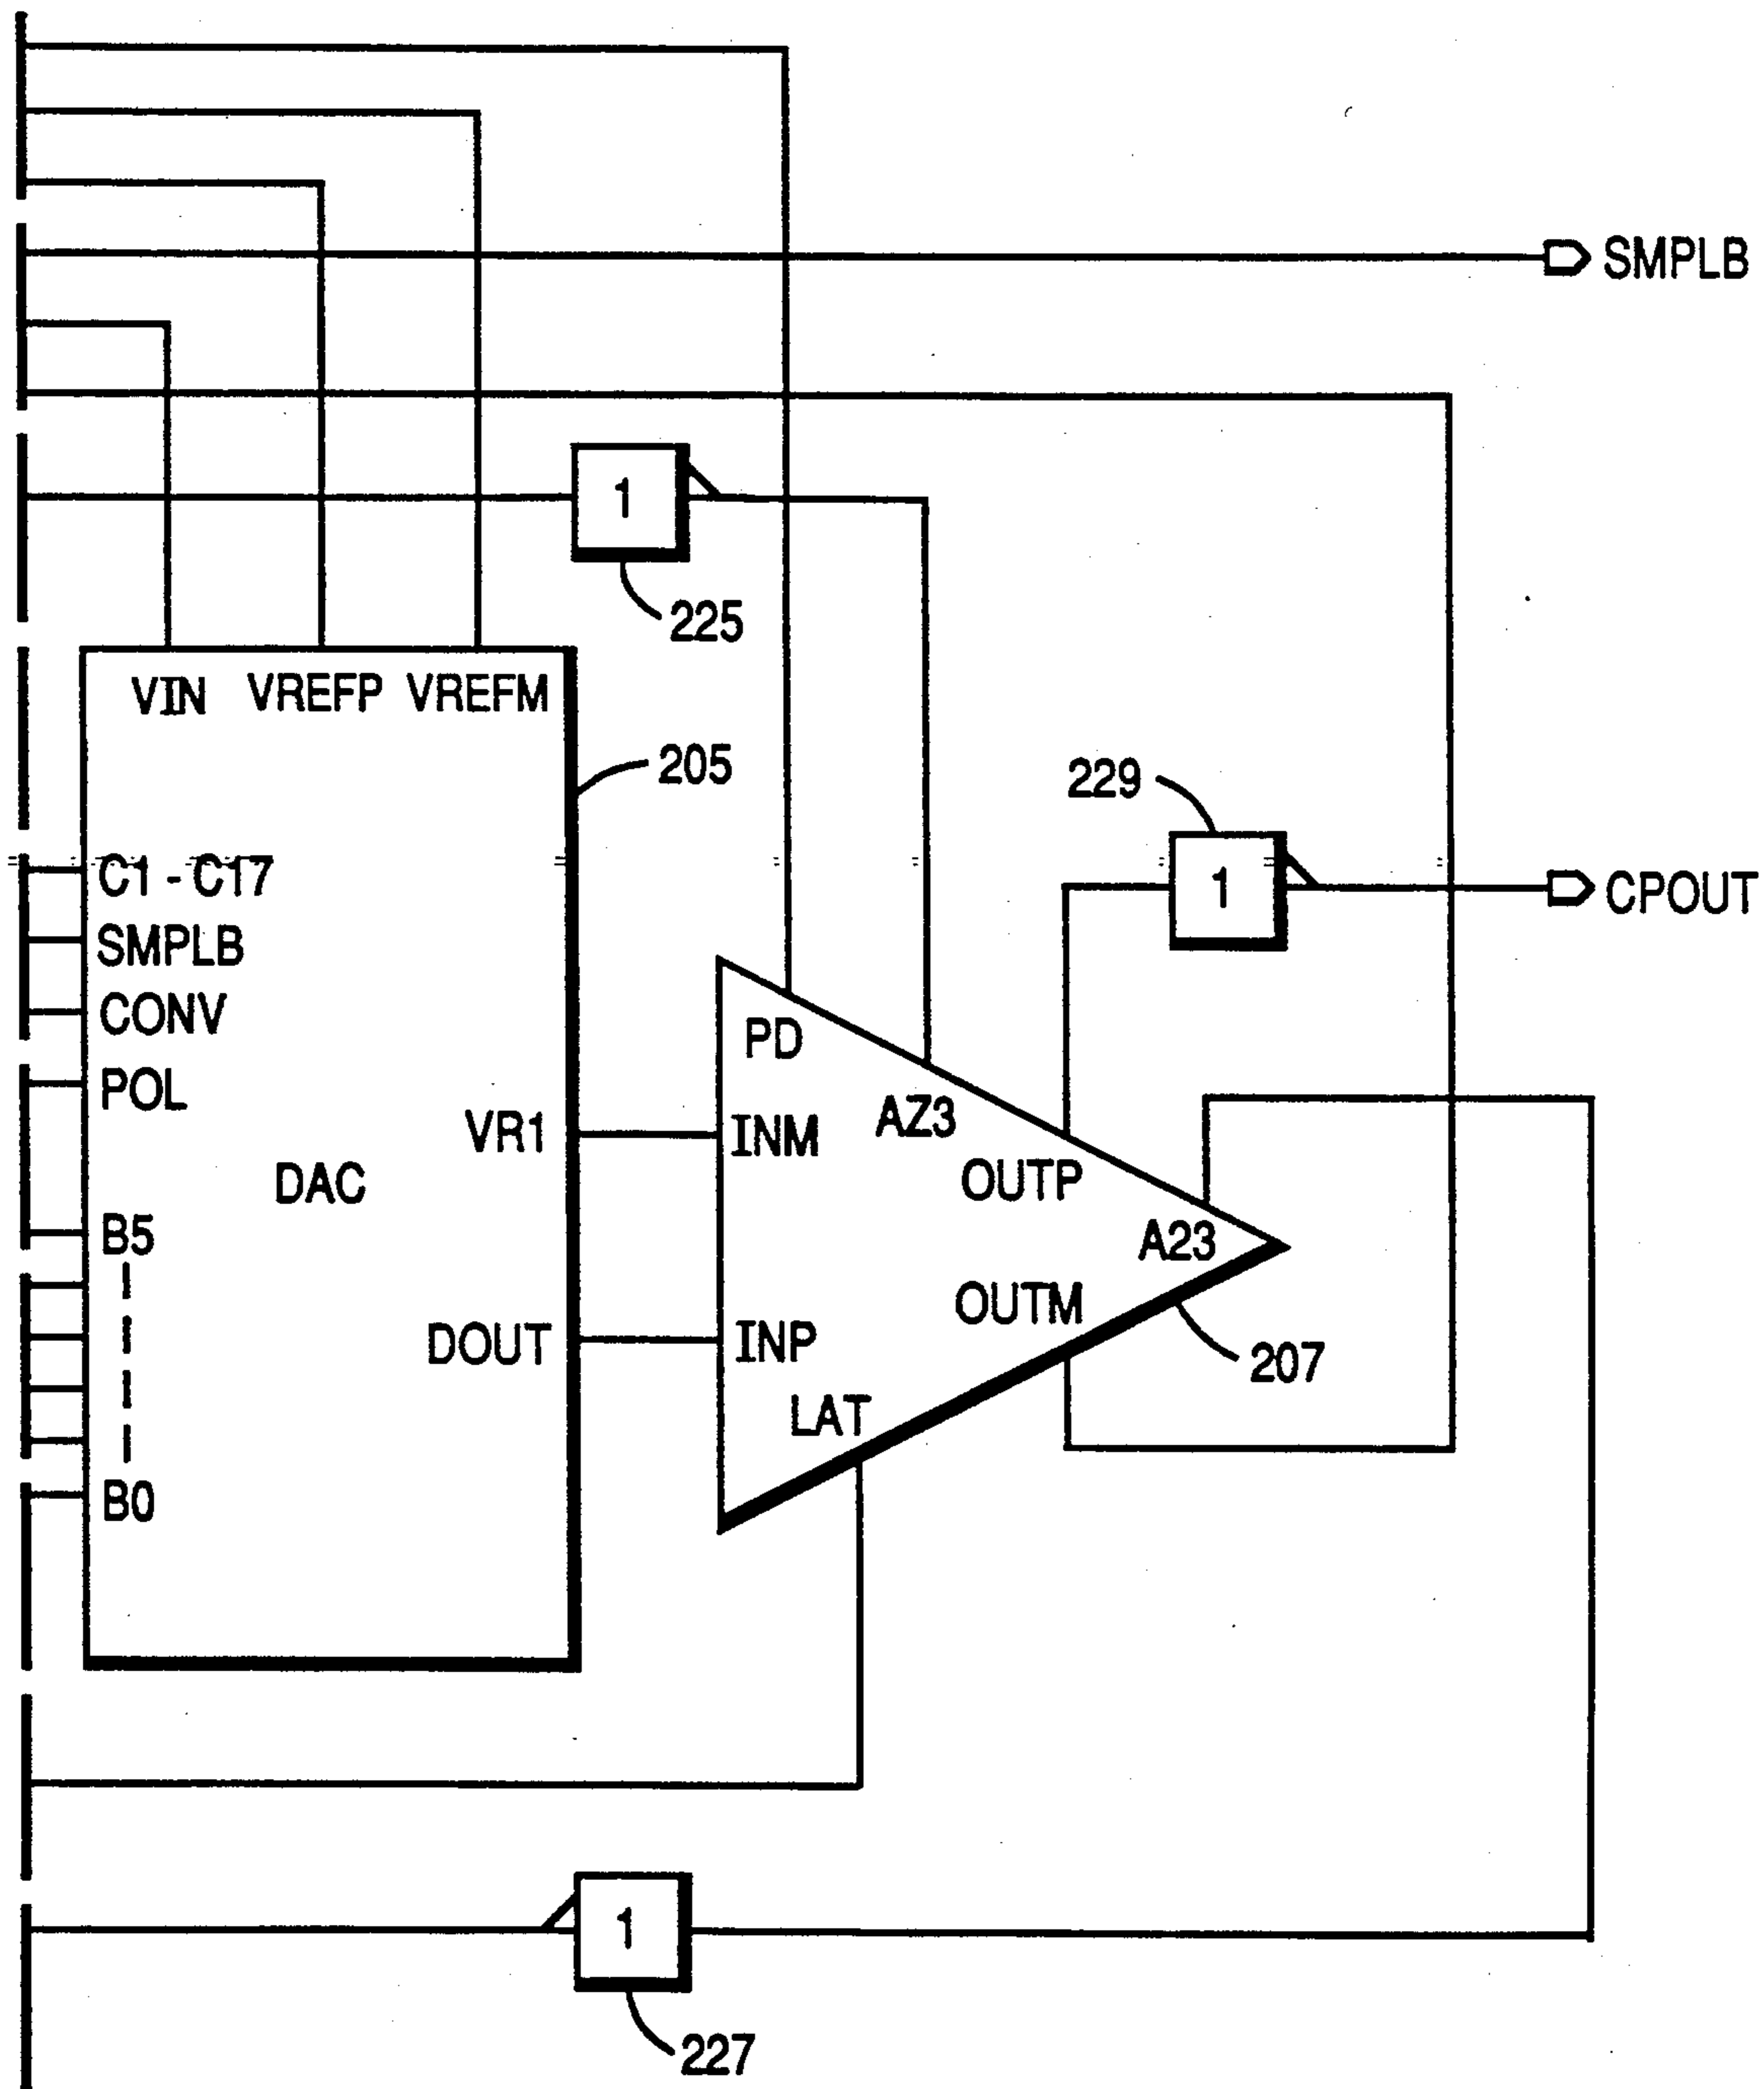 SMPLB
1
225
VIN VREFP VREFM
205
229
C1 - C17
1
CPOUT
SMPLB
CONV
PD
POL
VR1
INM
AZ3
DAC
OUTP
B5
A23
OUTM
DOUT
INP
207
LAT
B0
1
227